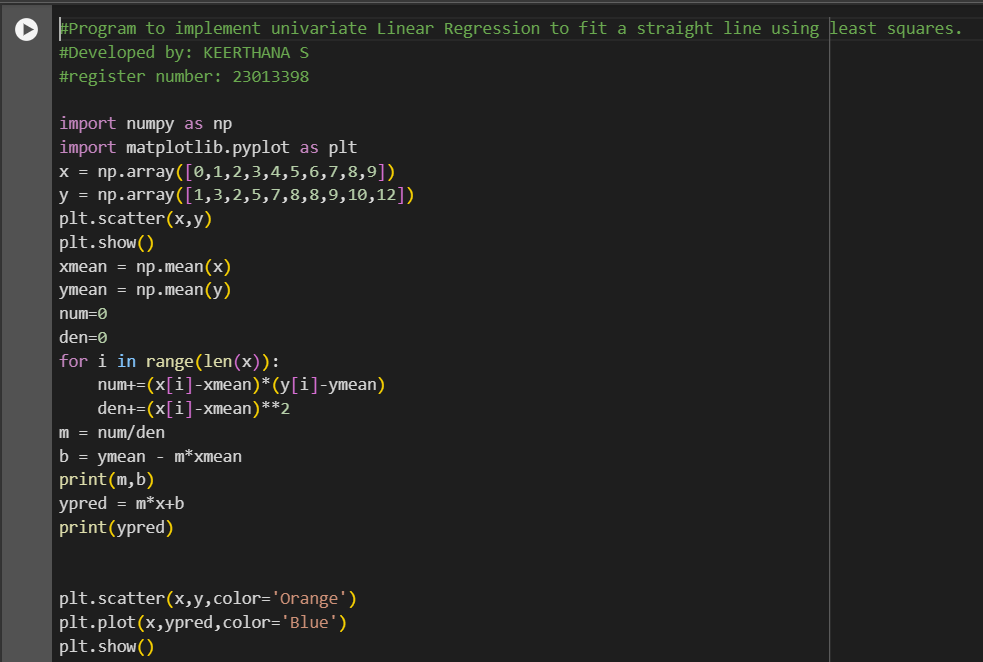 #Program to implement univariate Linear Regression to fit a straight line using least squares.
#Developed by: KEERTHANA S
#register number: 23013398
import numpy as np
import matplotlib.pyplot as plt
x = np.array([0,1,2,3,4,5,6,7,8,9])
y = np.array([1,3,2,5,7,8,8,9,10,12])
plt.scatter(x,y)
plt.show()
xmean = np.mean(x)
ymean = np.mean(y)
num=0
den=0
for i in range(len(x)):
    num+=(x[i]-xmean)*(y[i]-ymean)
    den+=(x[i]-xmean)**2
m = num/den
b = ymean - m*xmean
print(m,b)
ypred = m*x+b
print(ypred)
plt.scatter(x,y,color='Orange')
plt.plot(x,ypred,color='Blue')
plt.show()